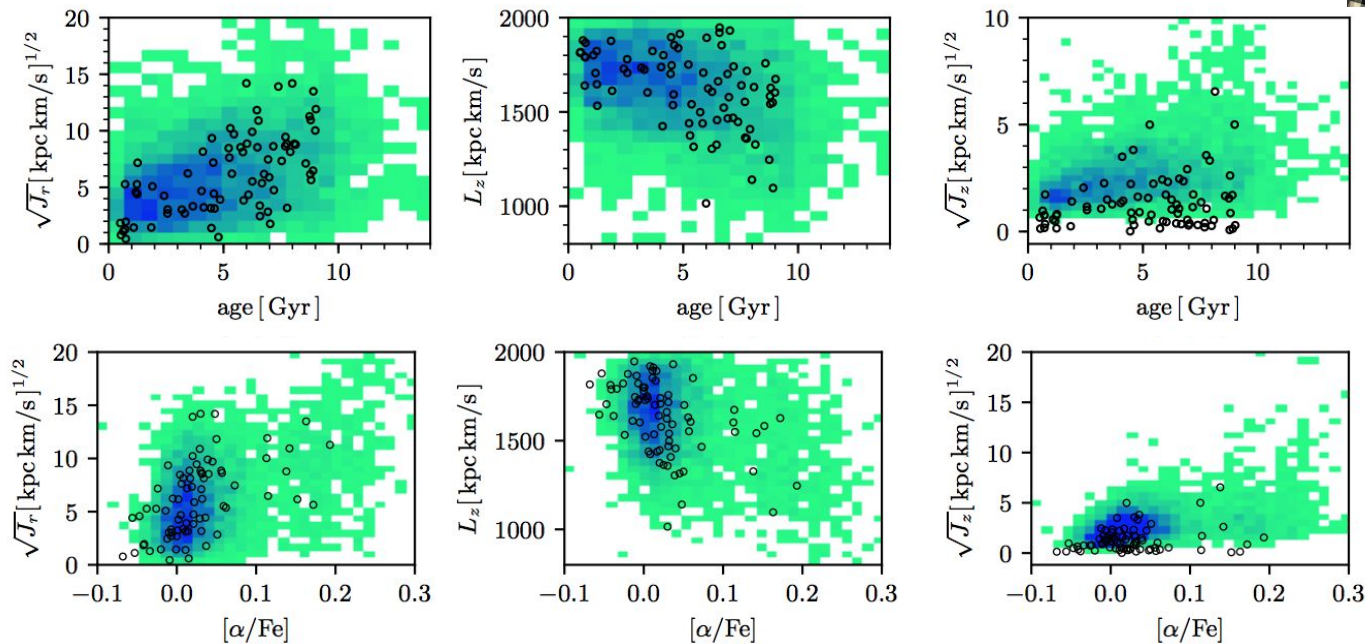 20
15
10
5
0
√J_r [kpc km/s]^{1/2}
0 5 10
age [Gyr]
2000
1500
1000
L_z [kpc km/s]
0 5 10
age [Gyr]
10
5
0
√J_z [kpc km/s]^{1/2}
0 5 10
age [Gyr]
20
15
10
5
0
√J_r [kpc km/s]^{1/2}
−0.1 0.0 0.1 0.2 0.3
[α/Fe]
2000
1500
1000
L_z [kpc km/s]
−0.1 0.0 0.1 0.2 0.3
[α/Fe]
20
15
10
5
0
√J_z [kpc km/s]^{1/2}
−0.1 0.0 0.1 0.2 0.3
[α/Fe]